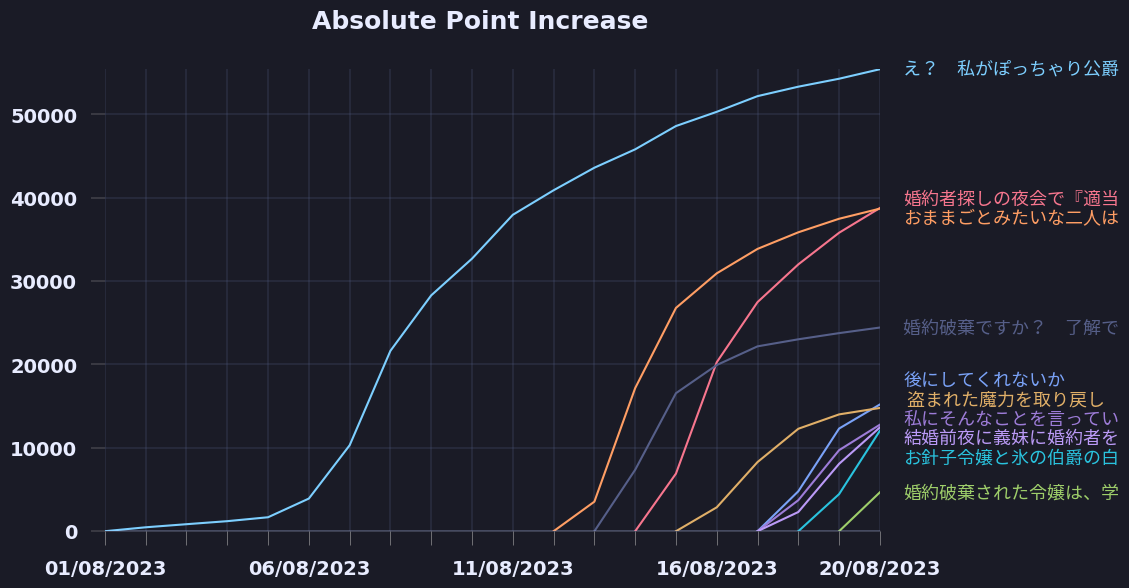 Absolute Point Increase
え？　私がぽっちゃり公爵
50000
40000
婚約者探しの夜会で『適当
おままごとみたいな二人は
30000
婚約破棄ですか？　了解で
20000
後にしてくれないか
盗まれた魔力を取り戻し
私にそんなことを言ってい
結婚前夜に義妹に婚約者を
10000
お針子令嬢と氷の伯爵の白
婚約破棄された令嬢は、学
0
01/08/2023
06/08/2023
11/08/2023
16/08/2023
20/08/2023